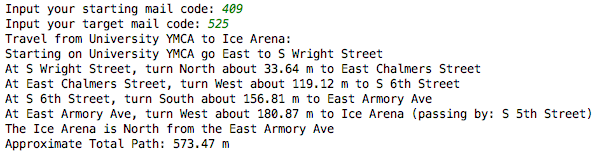 Input your starting mail code: 409
Input your target mail code: 525
Travel from University YMCA to Ice Arena:
Starting on University YMCA go East to S Wright Street
At S Wright Street, turn North about 33.64 m to East Chalmers Street
At East Chalmers Street, turn West about 119.12 m to S 6th Street
At S 6th Street, turn South about 156.81 m to East Armory Ave
At East Armory Ave, turn West about 180.87 m to Ice Arena (passing by: S 5th Street)
The Ice Arena is North from the East Armory Ave
Approximate Total Path: 573.47 m